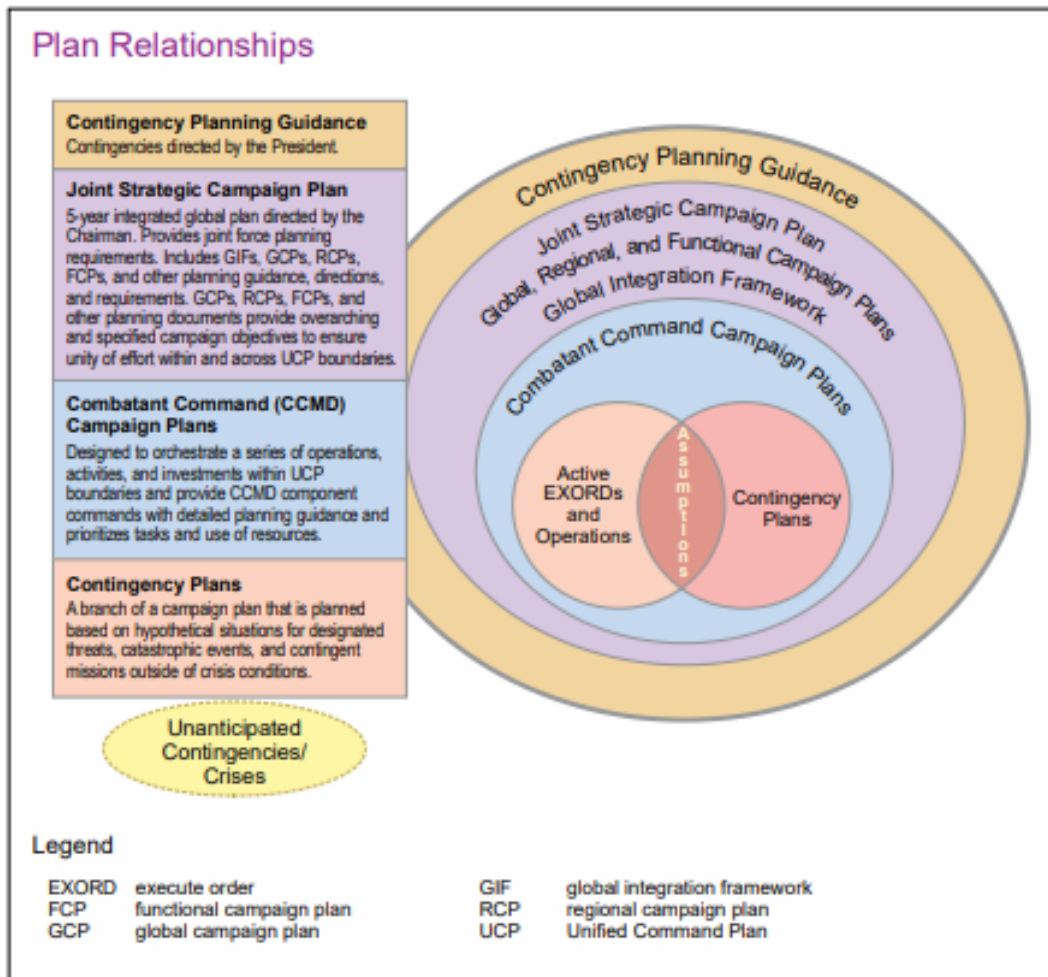 Plan Relationships
Contingency Planning Guidance
Contingencies directed by the President.
Joint Strategic Campaign Plan
5-year integrated global plan directed by the
Chairman. Provides joint force planning
requirements. Includes GIFs, GCPs, RCPs,
FCPs, and other planning guidance, directions,
and requirements. GCPs, RCPs, FCPs, and
other planning documents provide overarching
and specified campaign objectives to ensure
unity of effort within and across UCP boundaries.
Combatant Command (CCMD)
Campaign Plans
Designed to orchestrate a series of operations,
activities, and investments within UCP
boundaries and provide CCMD component
commands with detailed planning guidance and
prioritizes tasks and use of resources.
Contingency Plans
A branch of a campaign plan that is planned
based on hypothetical situations for designated
threats, catastrophic events, and contingent
missions outside of crisis conditions.
Unanticipated
Contingencies/
Crises
Contingency Planning Guidance
Joint Strategic Campaign Plan
Global, Regional, and Functional Campaign Plans
Global Integration Framework
Combatant Command Campaign Plans
Active
EXORDs
and
Operations
Assumptions
Contingency
Plans
Legend
EXORD execute order
FCP functional campaign plan
GCP global campaign plan
GIF global integration framework
RCP regional campaign plan
UCP Unified Command Plan